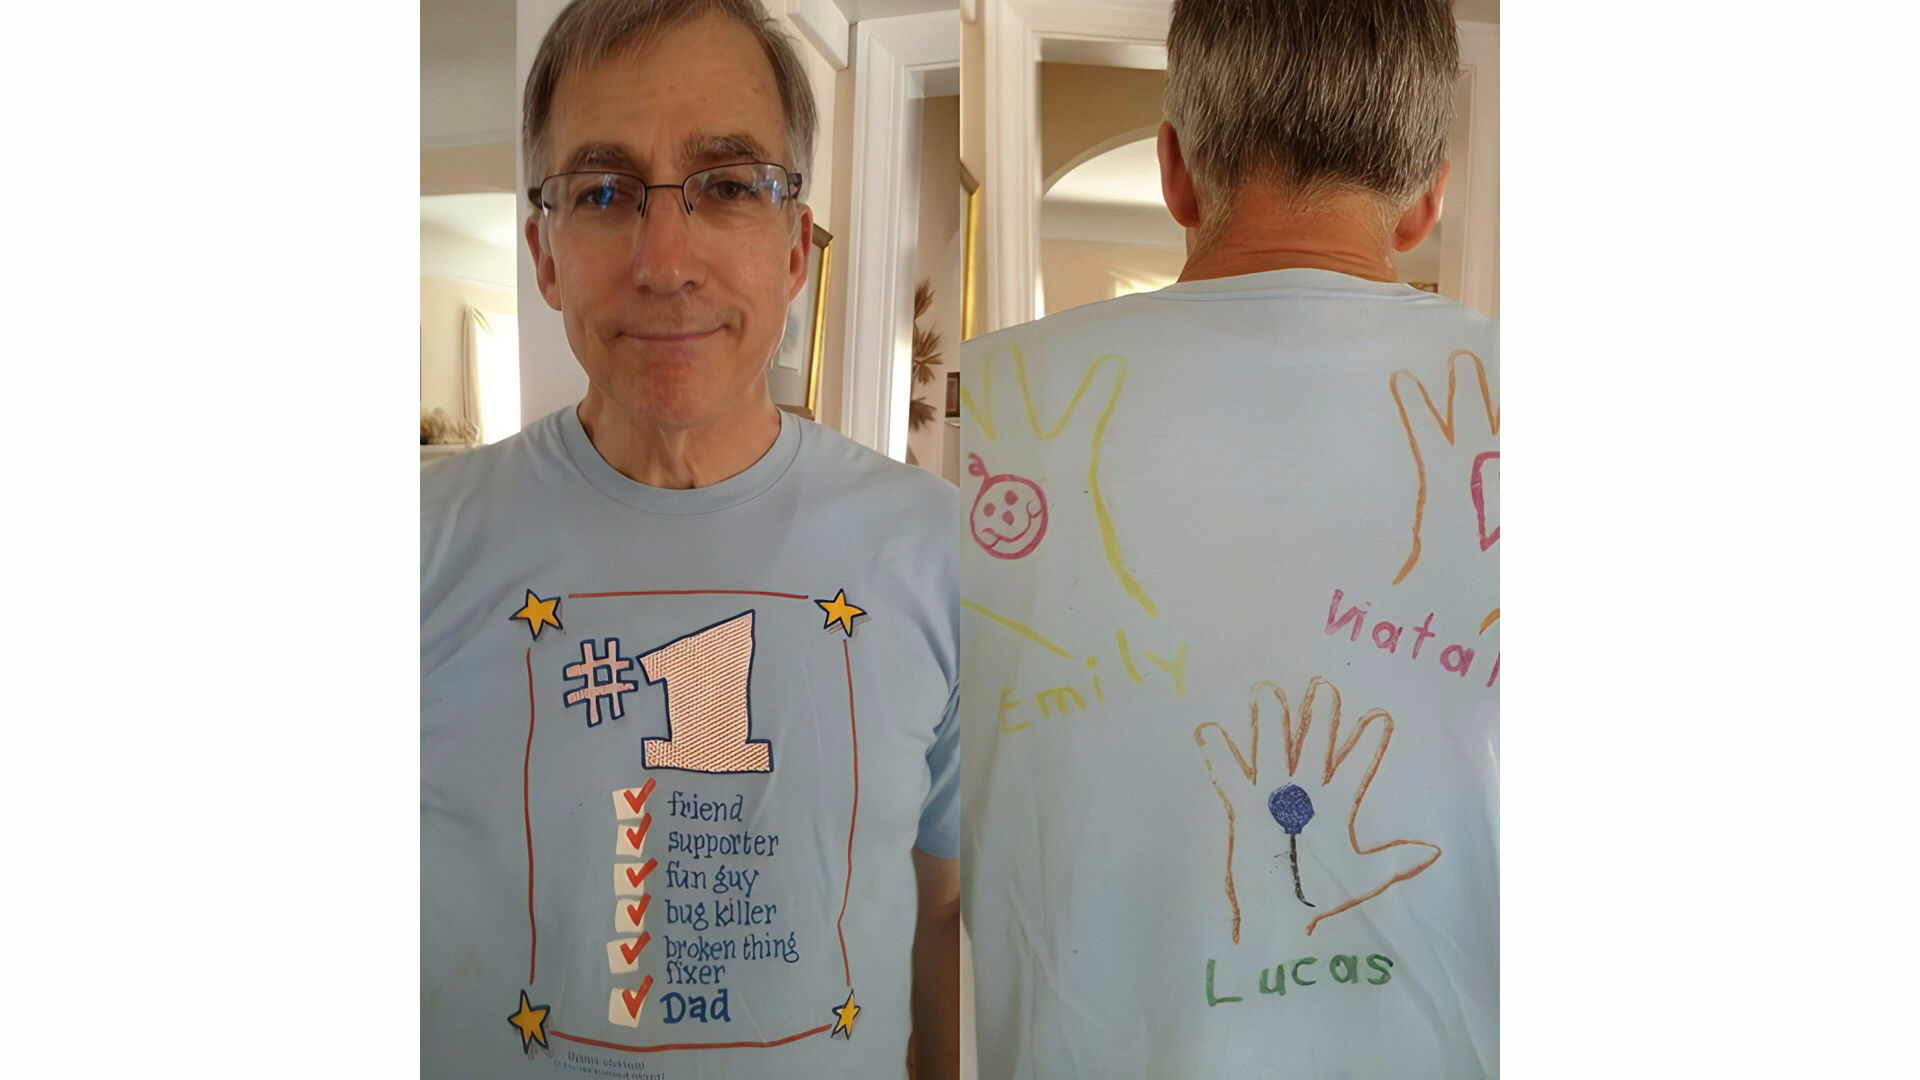 #1
friend
supporter
fun guy
bug killer
broken thing
fixer
Dad
Emily
Lucas